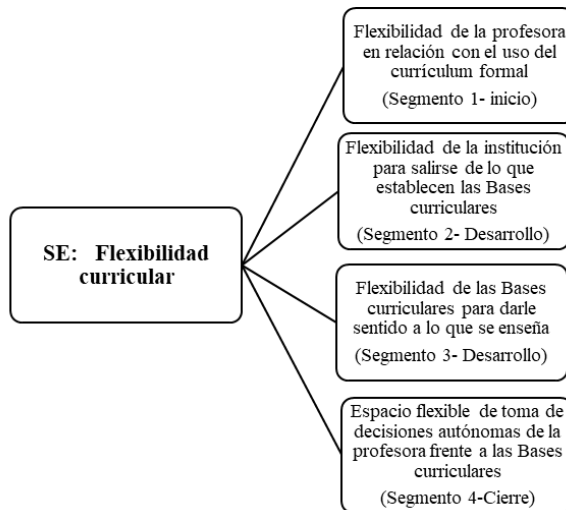 Flexibilidad de la profesora
en relación con el uso del
currículum formal
(Segmento 1- inicio)
Flexibilidad de la institución
para salirse de lo que
establecen las Bases
curriculares
(Segmento 2- Desarrollo)
SE: Flexibilidad
curricular
Flexibilidad de las Bases
curriculares para darle
sentido a lo que se enseña
(Segmento 3- Desarrollo)
Espacio flexible de toma de
decisiones autónomas de la
profesora frente a las Bases
curriculares
(Segmento 4-Cierre)